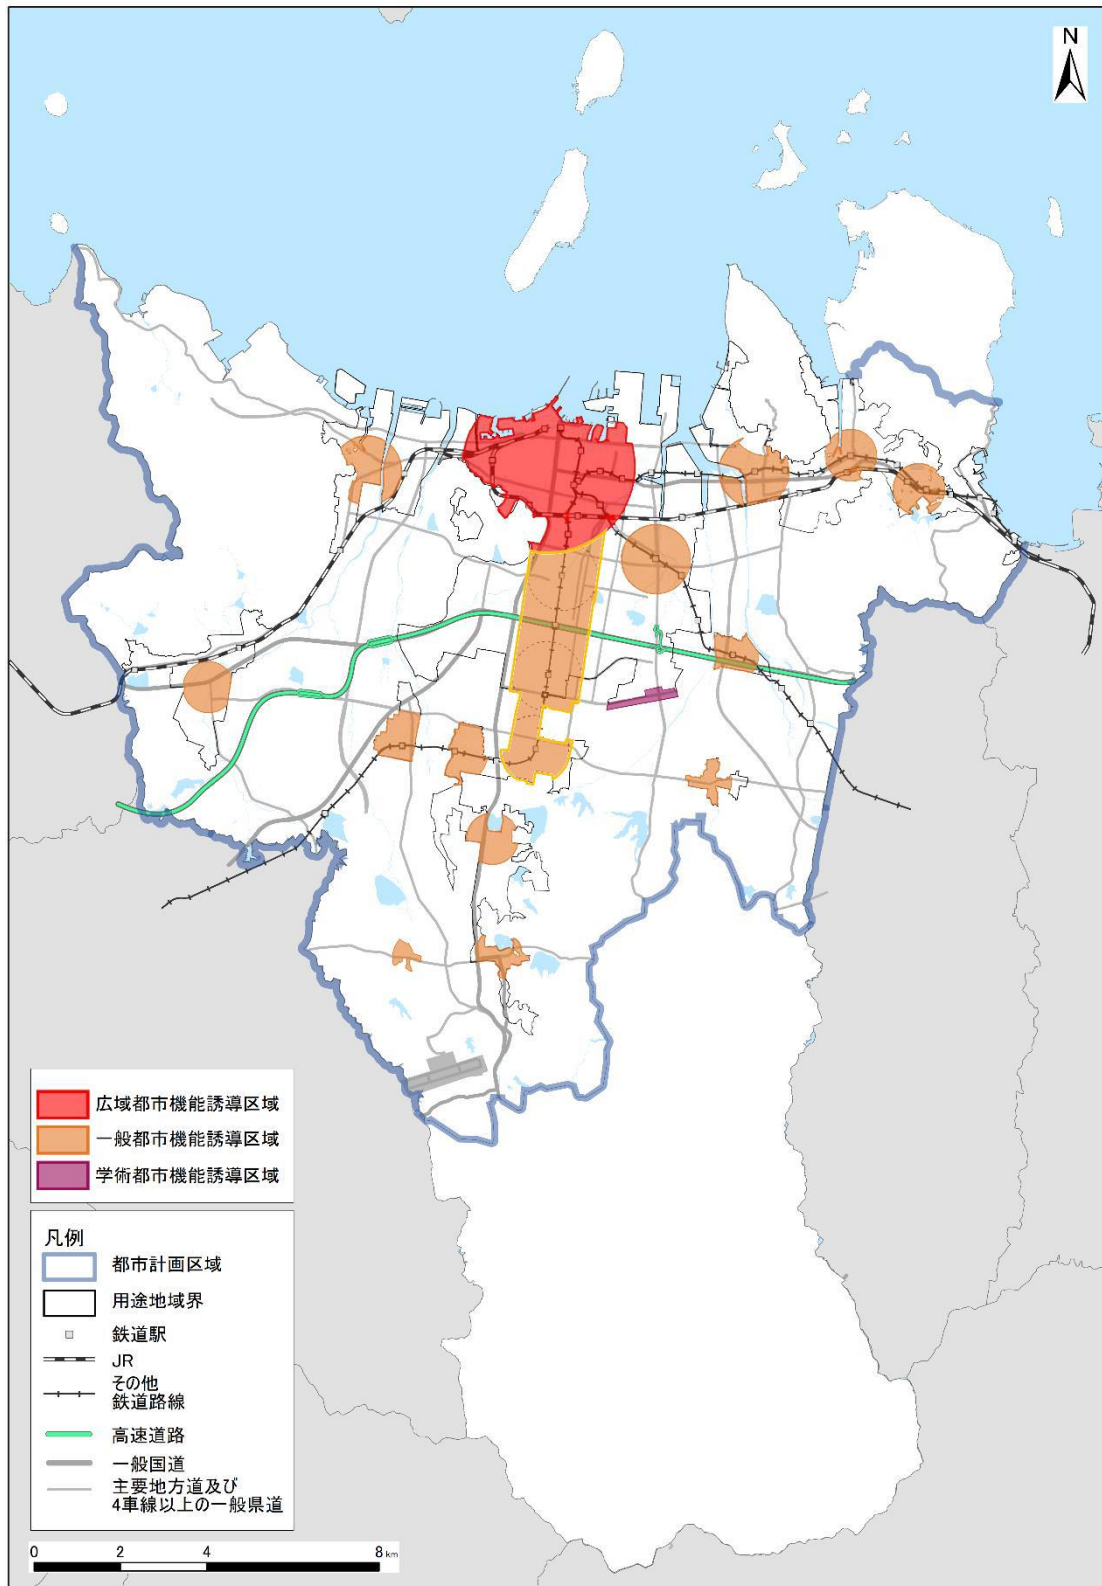 N
広域都市機能誘導区域
一般都市機能誘導区域
学術都市機能誘導区域
凡例
都市計画区域
用途地域界
鉄道駅
JR
その他
鉄道路線
高速道路
一般国道
主要地方道及び
4車線以上の一般県道
0 2 4 8 km